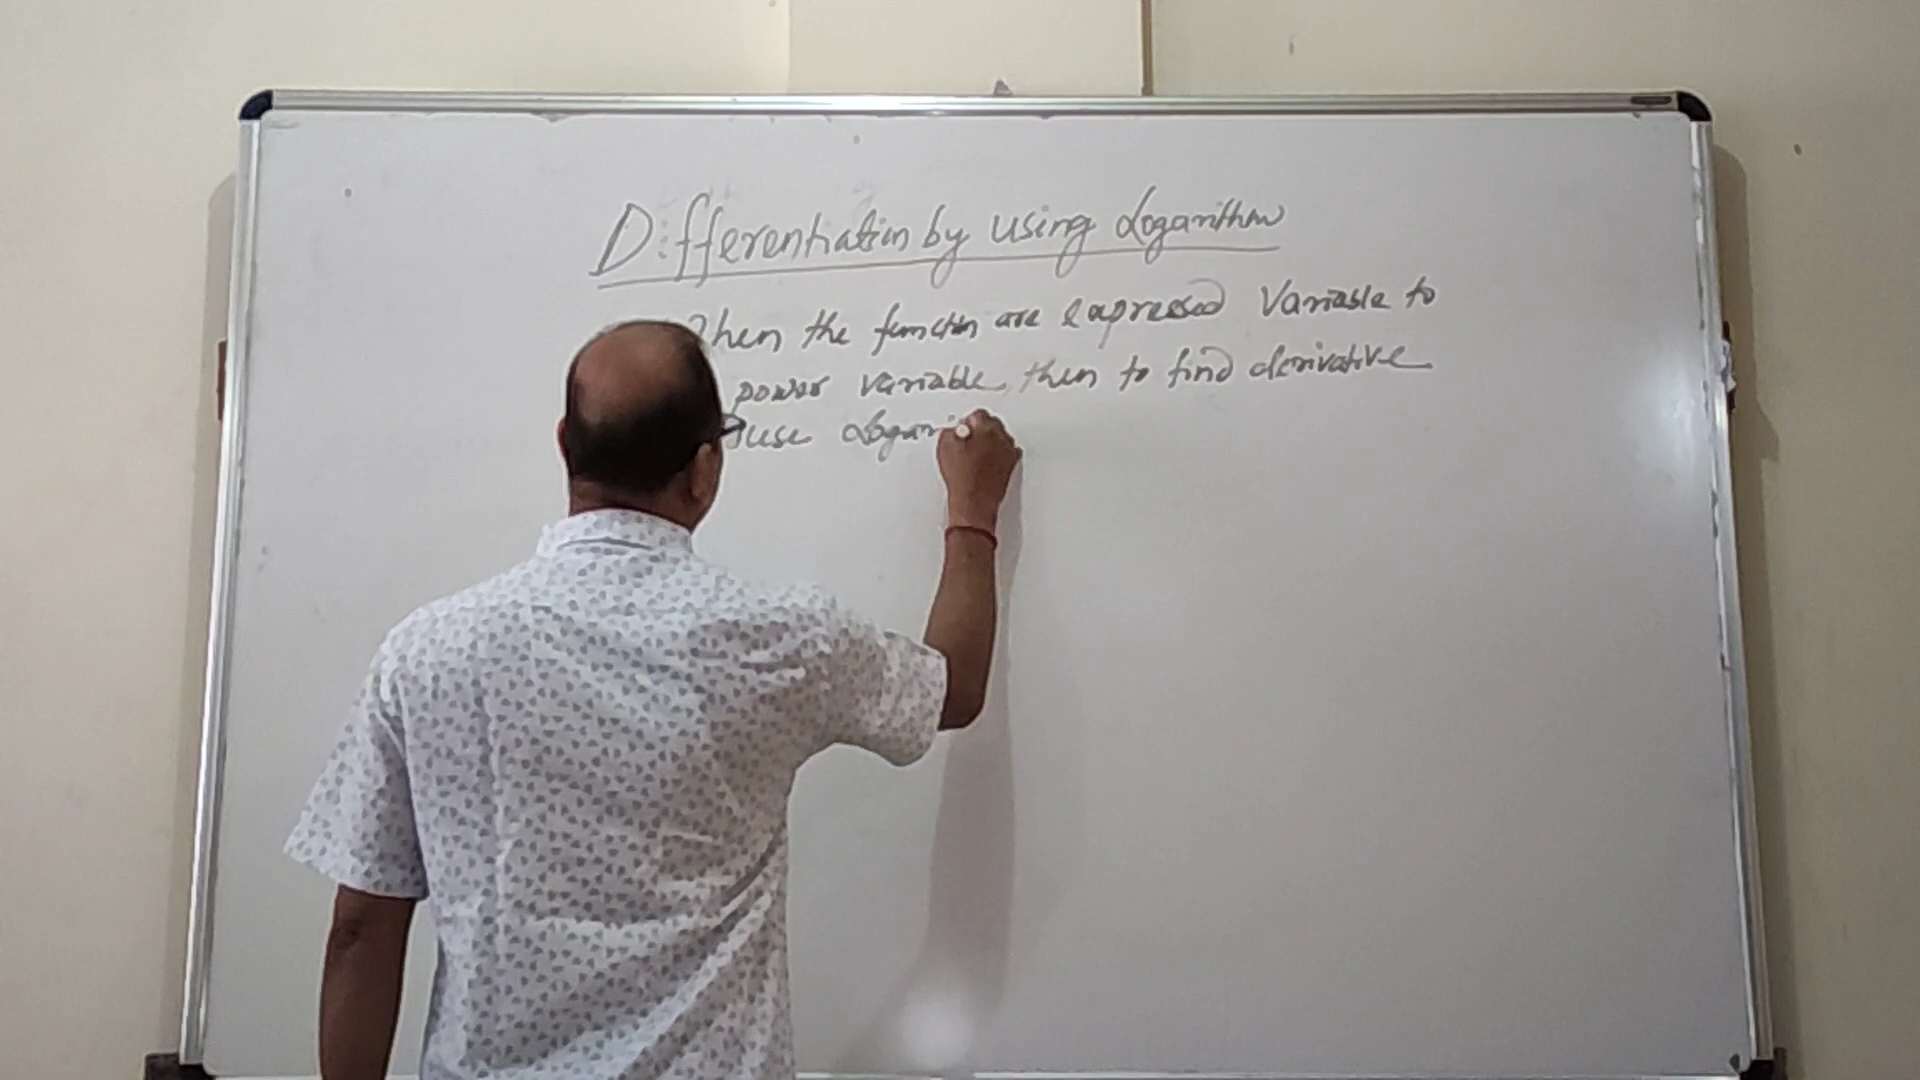 Differentiation by using Logarithm
When the function are expressed Variable to
power variable, then to find derivative
use Logari